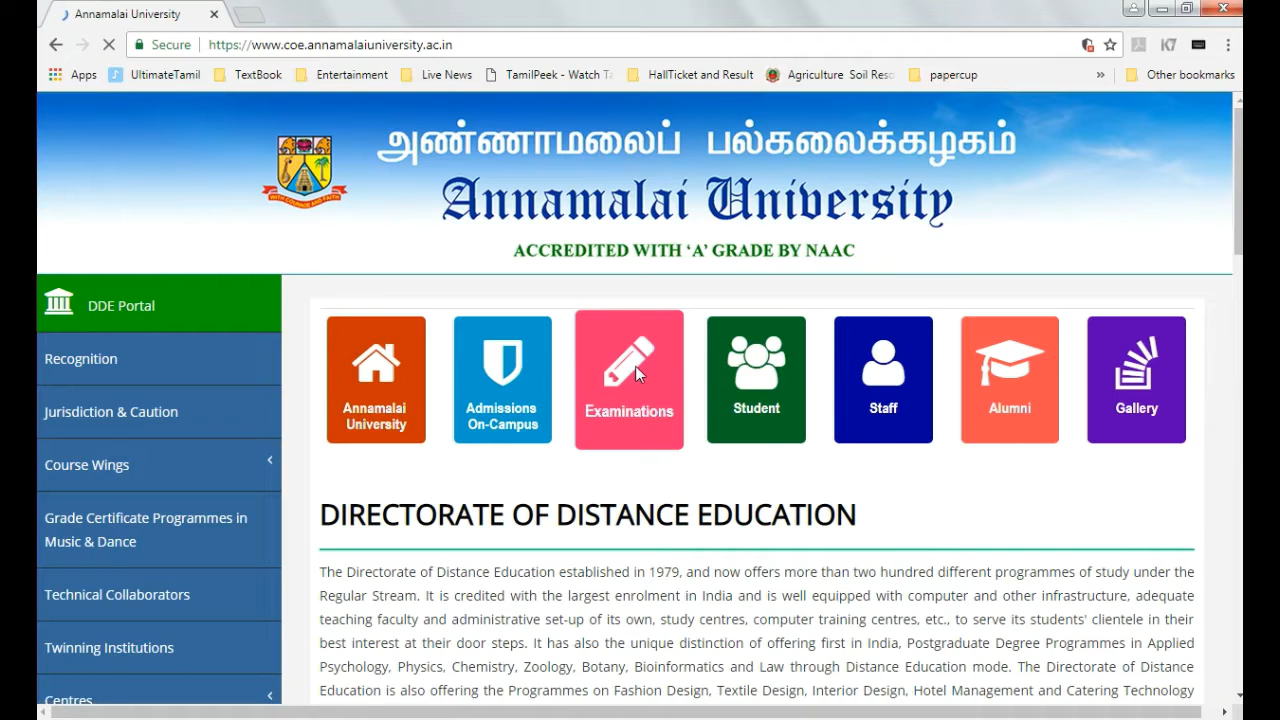 Annamalai University
Secure https://www.coe.annamalaiuniversity.ac.in
Apps UltimateTamil TextBook Entertainment Live News TamilPeek - Watch Ta HallTicket and Result Agriculture Soil Reso papercup » Other bookmarks
அண்ணாமலைப் பல்கலைக்கழகம்
Annamalai University
ACCREDITED WITH ‘A’ GRADE BY NAAC
WITH COURAGE AND FAITH
DDE Portal
Recognition
Jurisdiction & Caution
Course Wings
Grade Certificate Programmes in
Music & Dance
Technical Collaborators
Twinning Institutions
Centres
Annamalai
University
Admissions
On-Campus
Examinations
Student
Staff
Alumni
Gallery
DIRECTORATE OF DISTANCE EDUCATION
The Directorate of Distance Education established in 1979, and now offers more than two hundred different programmes of study under the
Regular Stream. It is credited with the largest enrolment in India and is well equipped with computer and other infrastructure, adequate
teaching faculty and administrative set-up of its own, study centres, computer training centres, etc., to serve its students' clientele in their
best interest at their door steps. It has also the unique distinction of offering first in India, Postgraduate Degree Programmes in Applied
Psychology, Physics, Chemistry, Zoology, Botany, Bioinformatics and Law through Distance Education mode. The Directorate of Distance
Education is also offering the Programmes on Fashion Design, Textile Design, Interior Design, Hotel Management and Catering Technology